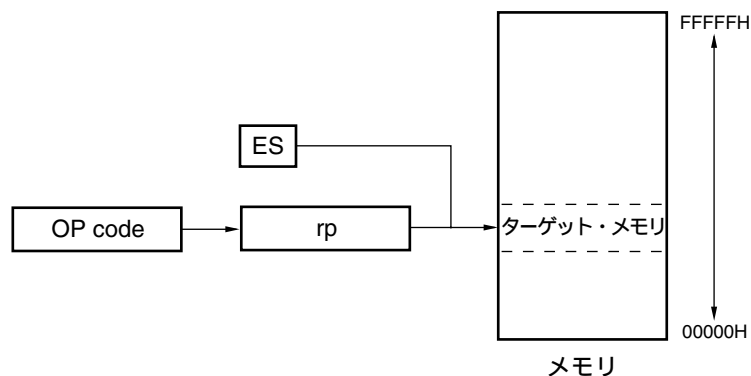 FFFFFH
ES
OP code
rp
ターゲット・メモリ
00000H
メモリ